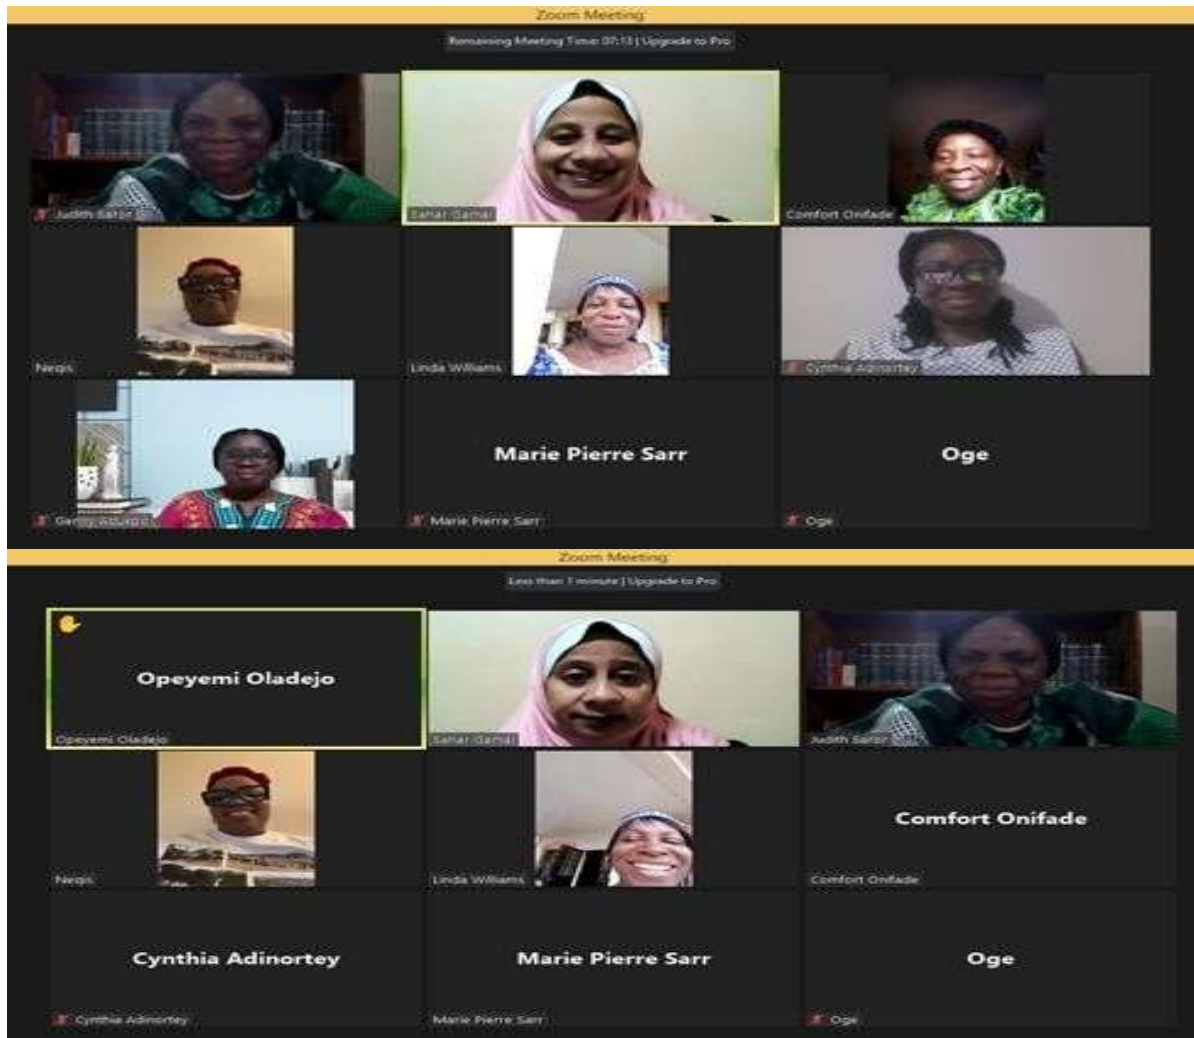 Zoom Meeting
Remaining Meeting Time: 07:13 | Upgrade to Pro
Judith Saror
Sahar Gamal
Comfort Onifade
Neqis
Linda Williams
Cynthia Adinortey
Marie Pierre Sarr
Oge
Marie Pierre Sarr
Oge
Zoom Meeting
Less than 1 minute | Upgrade to Pro
Opeyemi Oladejo
Opeyemi Oladejo
Sahar Gamal
Judith Saror
Comfort Onifade
Neqis
Linda Williams
Comfort Onifade
Cynthia Adinortey
Marie Pierre Sarr
Oge
Cynthia Adinortey
Marie Pierre Sarr
Oge